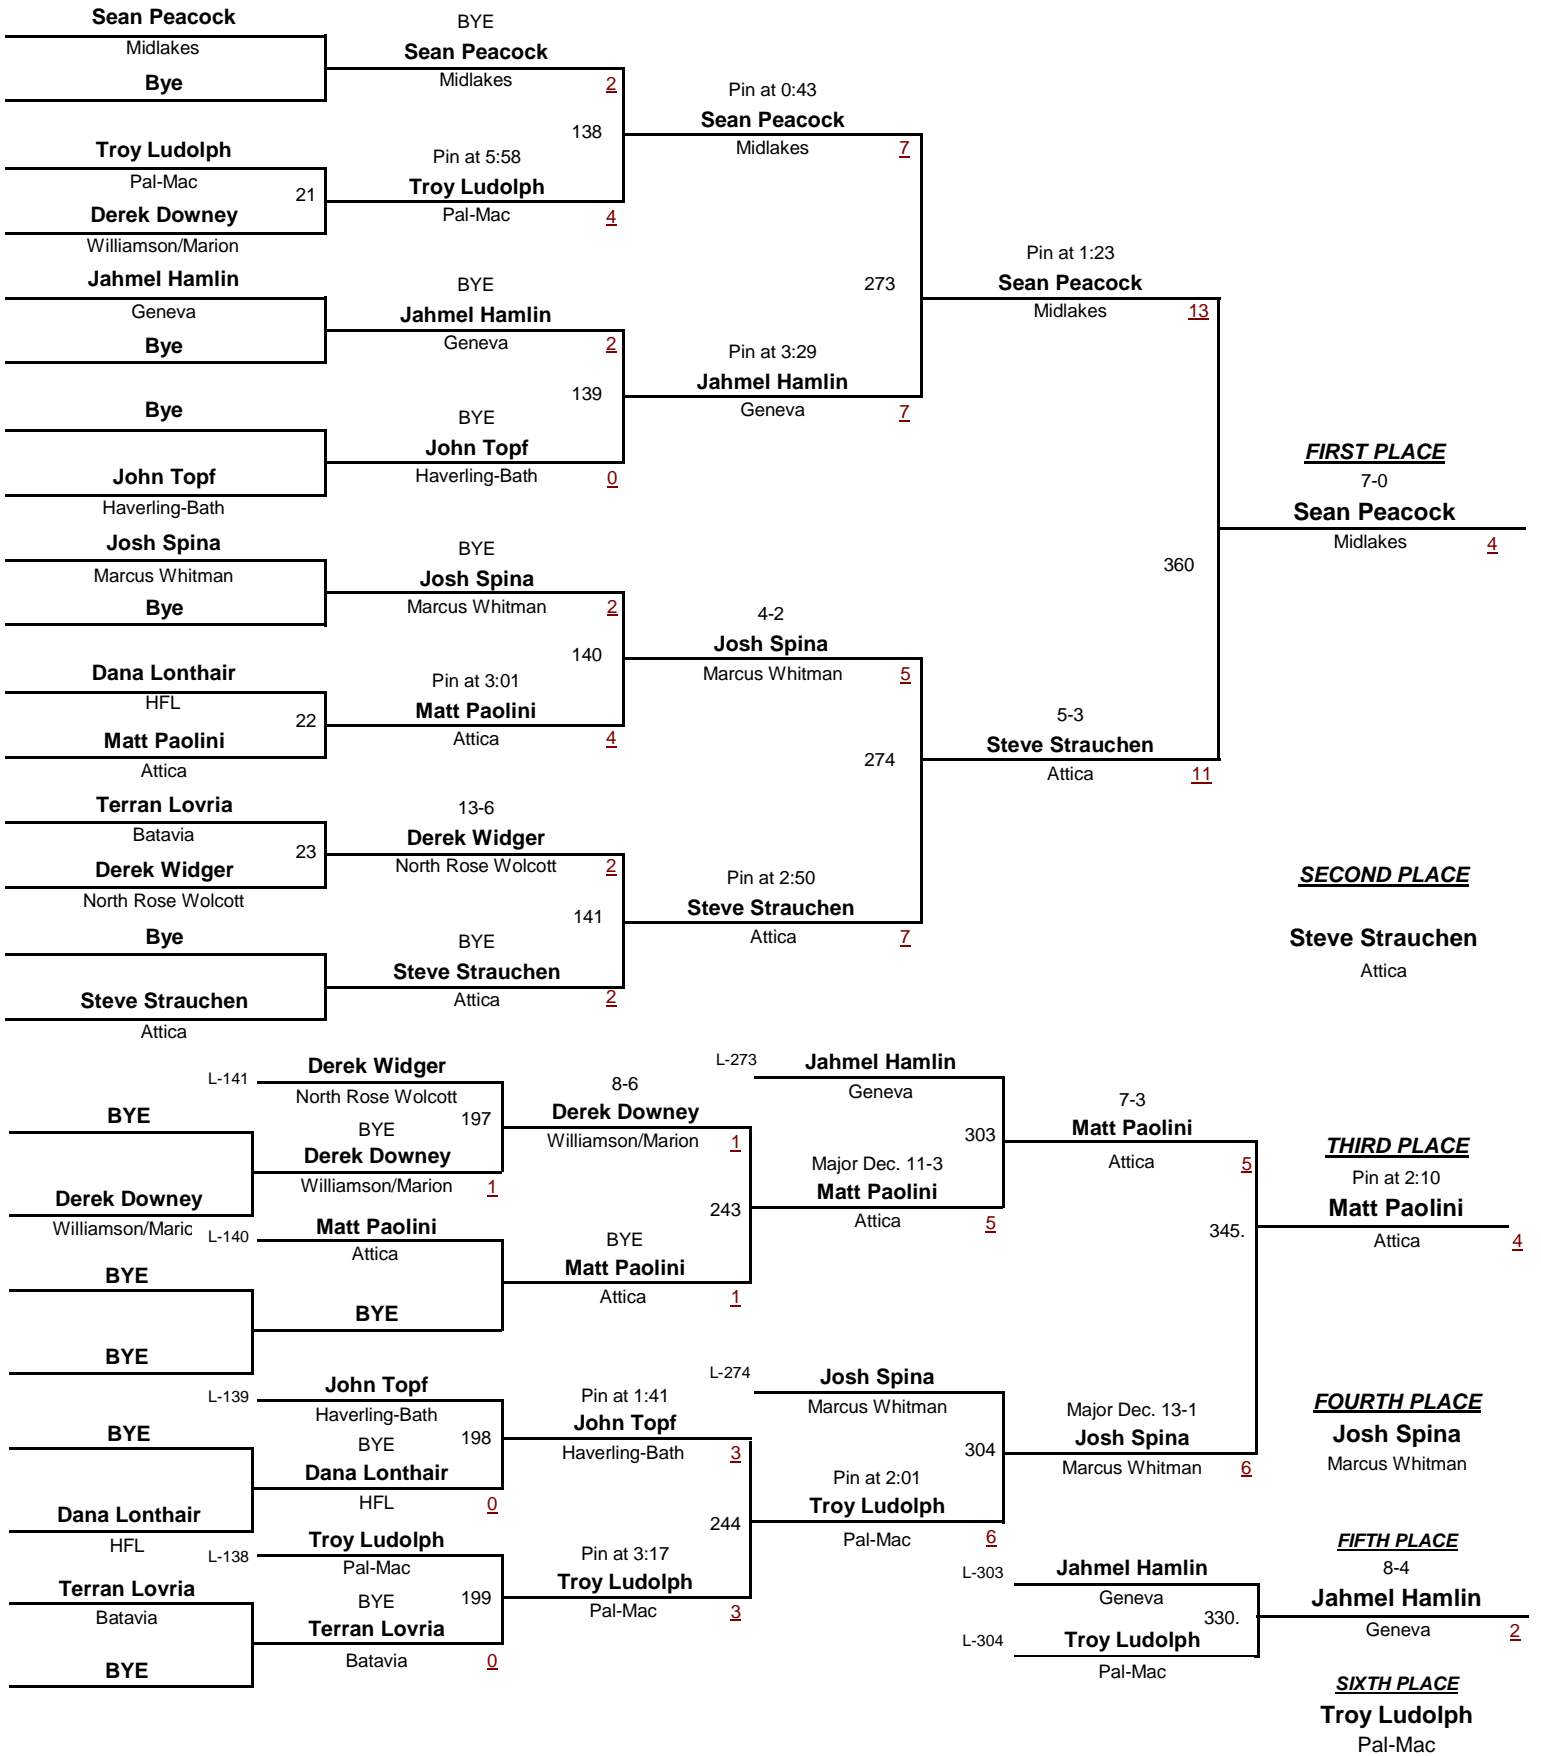 Sean Peacock
Midlakes
Bye
Troy Ludolph
Pal-Mac
21
Derek Downey
Williamson/Marion
Jahmel Hamlin
Geneva
Bye
Bye
John Topf
Haverling-Bath
Josh Spina
Marcus Whitman
Bye
Dana Lonthair
HFL
22
Matt Paolini
Attica
Terran Lovria
Batavia
23
Derek Widger
North Rose Wolcott
Bye
Steve Strauchen
Attica
BYE
Sean Peacock
Midlakes
2
138
Pin at 5:58
Troy Ludolph
Pal-Mac
4
BYE
Jahmel Hamlin
Geneva
2
139
BYE
John Topf
Haverling-Bath
0
BYE
Josh Spina
Marcus Whitman
2
140
Pin at 3:01
Matt Paolini
Attica
4
13-6
Derek Widger
North Rose Wolcott
2
141
BYE
Steve Strauchen
Attica
2
Pin at 0:43
Sean Peacock
Midlakes
7
273
Pin at 3:29
Jahmel Hamlin
Geneva
7
4-2
Josh Spina
Marcus Whitman
5
274
Pin at 2:50
Steve Strauchen
Attica
7
Pin at 1:23
Sean Peacock
Midlakes
13
360
5-3
Steve Strauchen
Attica
11
FIRST PLACE
7-0
Sean Peacock
Midlakes
4
SECOND PLACE
Steve Strauchen
Attica
BYE
Derek Downey
Williamson/Mario
BYE
BYE
BYE
Dana Lonthair
HFL
Terran Lovria
Batavia
BYE
L-141
Derek Widger
North Rose Wolcott
197
BYE
Derek Downey
Williamson/Marion
1
L-140
Matt Paolini
Attica
BYE
L-139
John Topf
Haverling-Bath
198
BYE
Dana Lonthair
HFL
0
L-138
Troy Ludolph
Pal-Mac
199
BYE
Terran Lovria
Batavia
0
8-6
Derek Downey
Williamson/Marion
1
243
BYE
Matt Paolini
Attica
1
Pin at 1:41
John Topf
Haverling-Bath
3
244
Pin at 3:17
Troy Ludolph
Pal-Mac
3
L-273
Jahmel Hamlin
Geneva
303
Major Dec. 11-3
Matt Paolini
Attica
5
L-274
Josh Spina
Marcus Whitman
304
Pin at 2:01
Troy Ludolph
Pal-Mac
6
7-3
Matt Paolini
Attica
5
345.
Major Dec. 13-1
Josh Spina
Marcus Whitman
6
THIRD PLACE
Pin at 2:10
Matt Paolini
Attica
4
FOURTH PLACE
Josh Spina
Marcus Whitman
L-303
Jahmel Hamlin
Geneva
330.
L-304
Troy Ludolph
Pal-Mac
FIFTH PLACE
8-4
Jahmel Hamlin
Geneva
2
SIXTH PLACE
Troy Ludolph
Pal-Mac